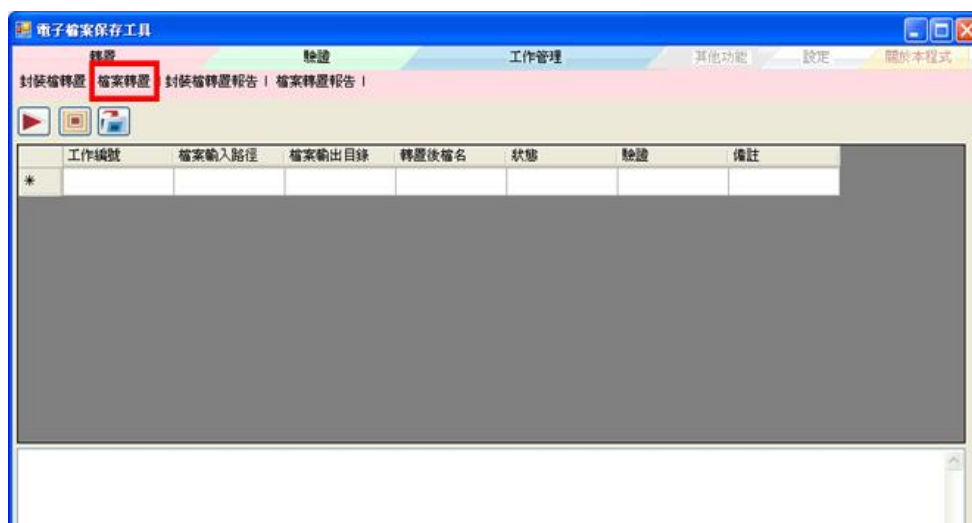 電子檔案保存工具
轉置 驗證 工作管理 其他功能 設定 關於本程式
封裝檔轉置 檔案轉置 | 封裝檔轉置報告 | 檔案轉置報告 |
工作編號 檔案輸入路徑 檔案輸出目錄 轉置後檔名 狀態 驗證 備註
*